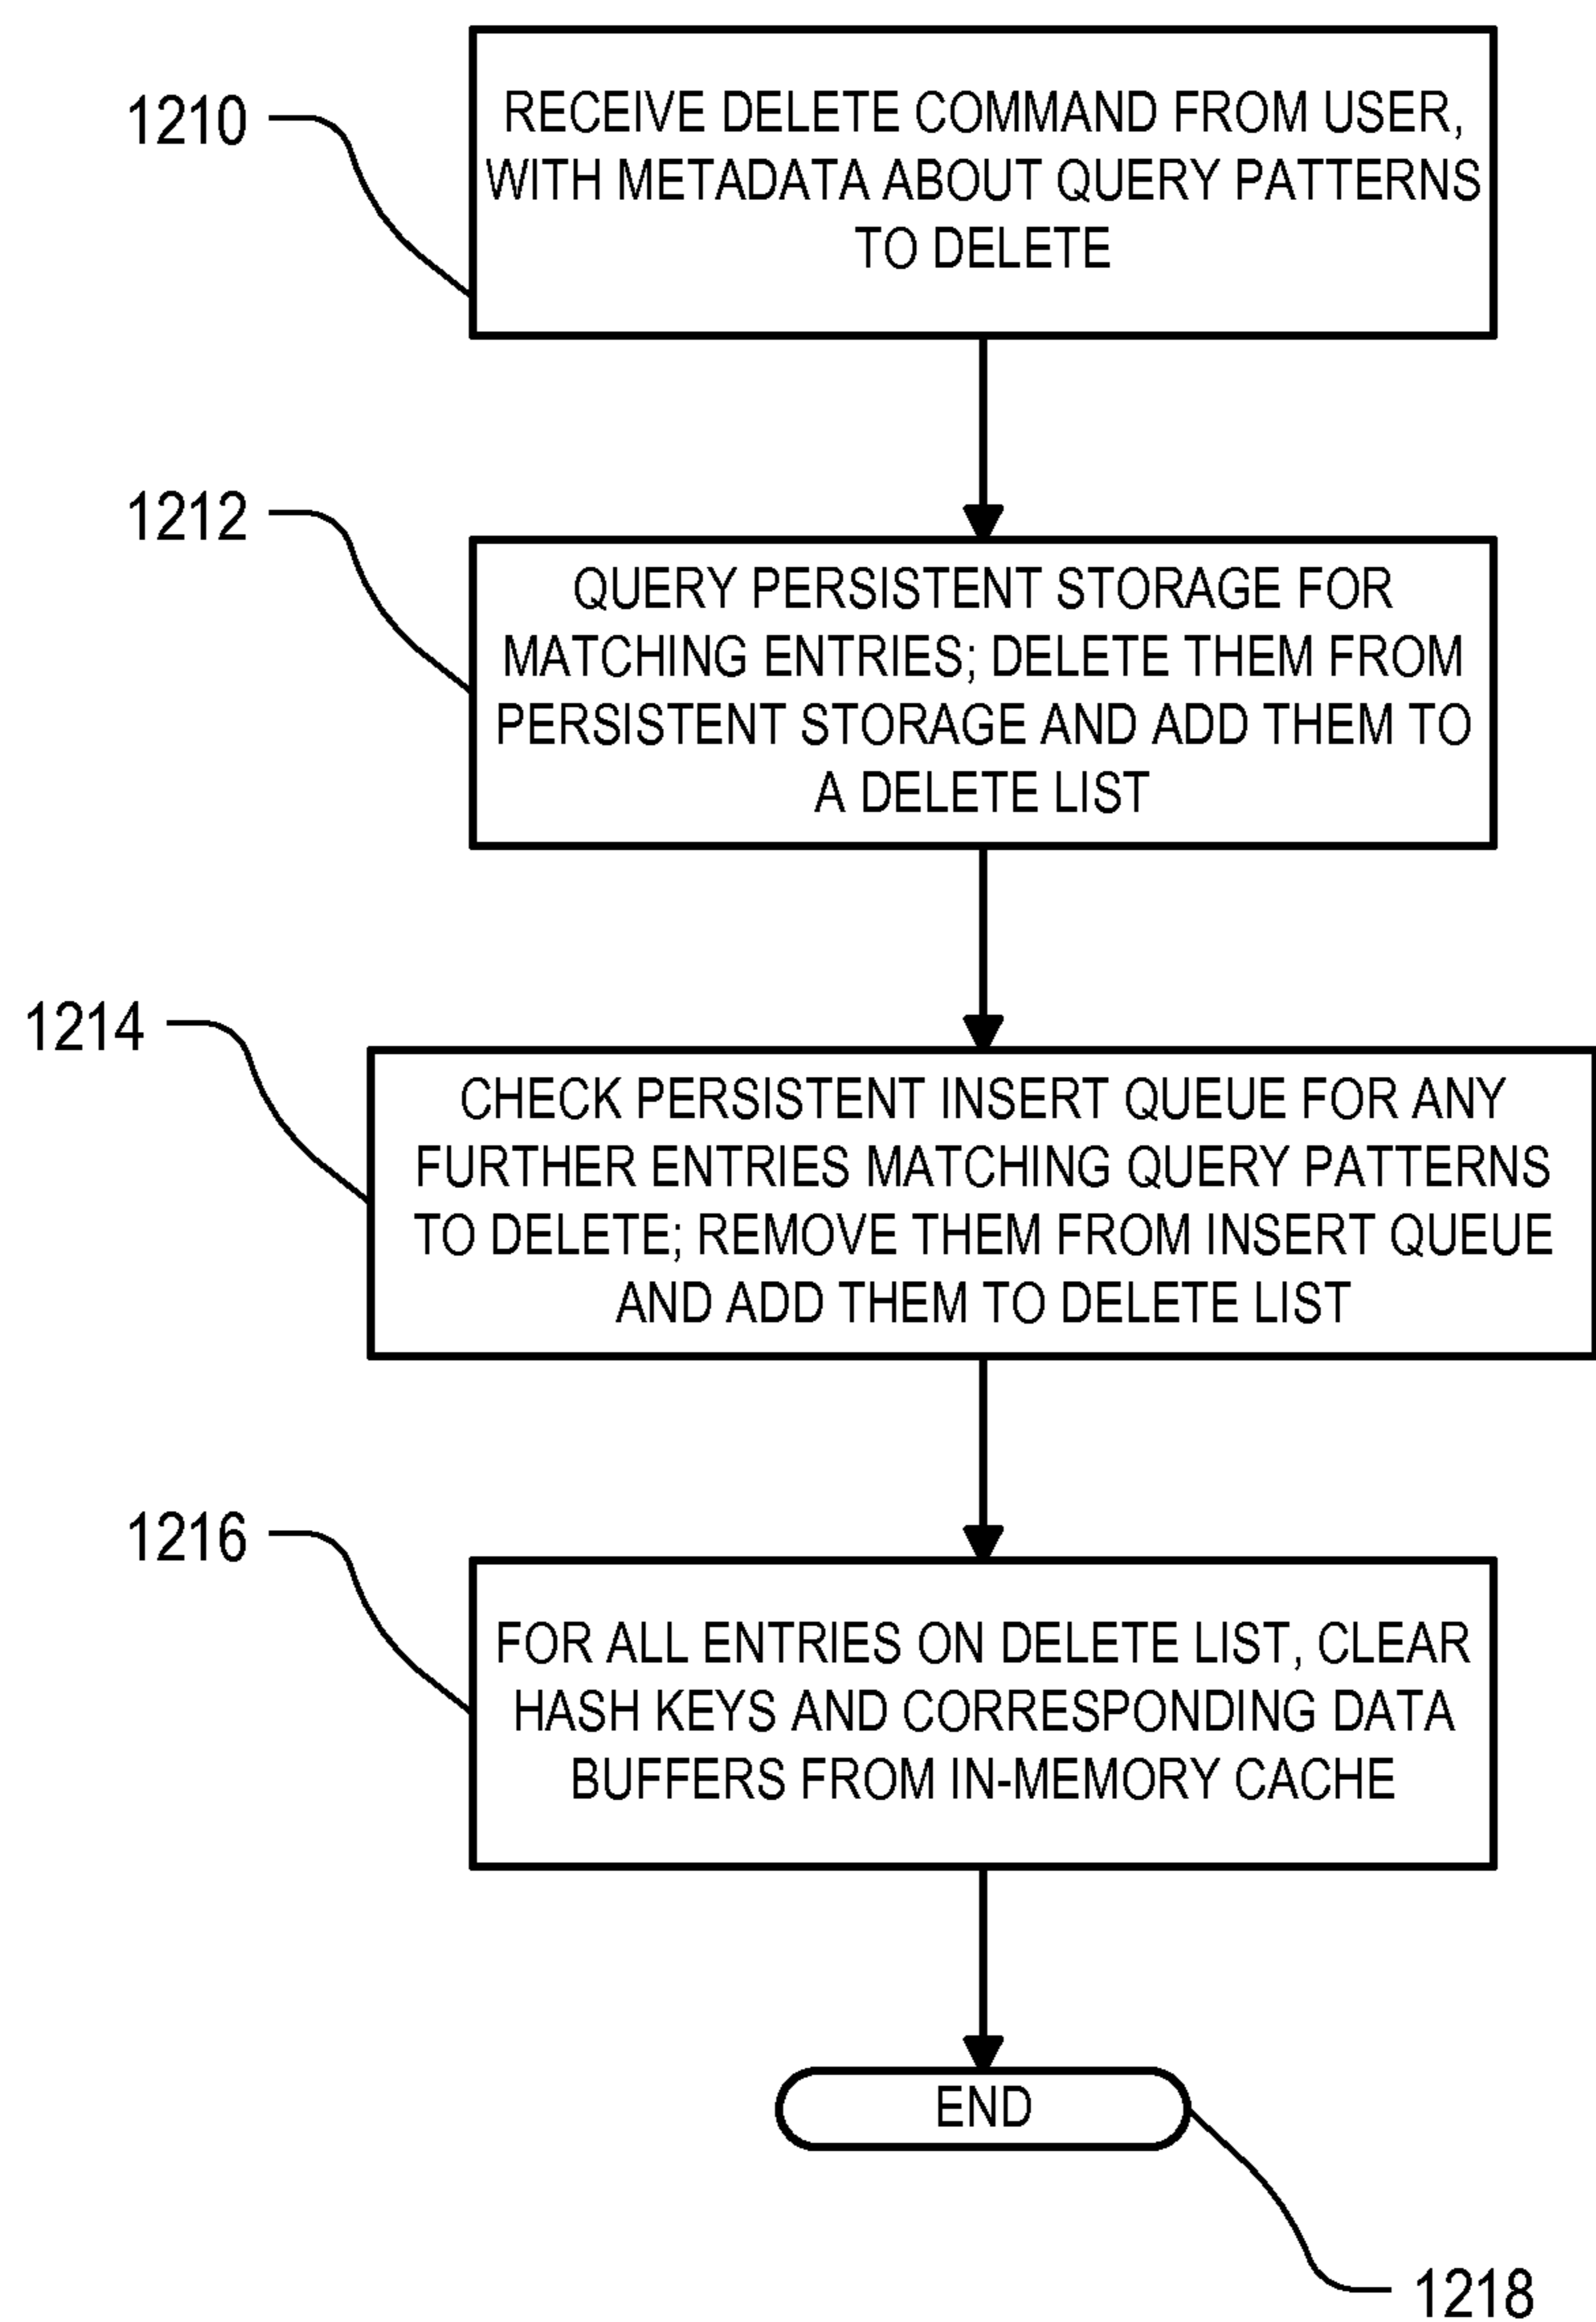 1210
RECEIVE DELETE COMMAND FROM USER,
WITH METADATA ABOUT QUERY PATTERNS
TO DELETE
1212
QUERY PERSISTENT STORAGE FOR
MATCHING ENTRIES; DELETE THEM FROM
PERSISTENT STORAGE AND ADD THEM TO
A DELETE LIST
1214
CHECK PERSISTENT INSERT QUEUE FOR ANY
FURTHER ENTRIES MATCHING QUERY PATTERNS
TO DELETE; REMOVE THEM FROM INSERT QUEUE
AND ADD THEM TO DELETE LIST
1216
FOR ALL ENTRIES ON DELETE LIST, CLEAR
HASH KEYS AND CORRESPONDING DATA
BUFFERS FROM IN-MEMORY CACHE
END
1218